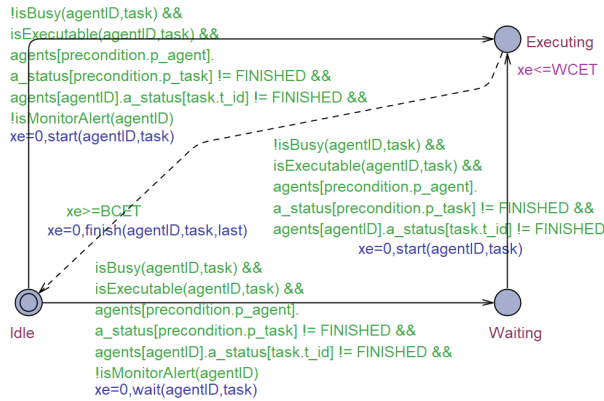 !isBusy(agentID,task) &&
isExecutable(agentID,task) &&
agents[precondition.p_agent].
a_status[precondition.p_task] != FINISHED &&
agents[agentID].a_status[task.t_id] != FINISHED &&
!isMonitorAlert(agentID)
xe=0,start(agentID,task)
Executing
xe<=WCET
!isBusy(agentID,task) &&
isExecutable(agentID,task) &&
agents[precondition.p_agent].
a_status[precondition.p_task] != FINISHED &&
agents[agentID].a_status[task.t_id] != FINISHED
xe=0,start(agentID,task)
xe>=BCET
xe=0,finish(agentID,task,last)
isBusy(agentID,task) &&
isExecutable(agentID,task) &&
agents[precondition.p_agent].
a_status[precondition.p_task] != FINISHED &&
agents[agentID].a_status[task.t_id] != FINISHED &&
!isMonitorAlert(agentID)
xe=0,wait(agentID,task)
Idle
Waiting